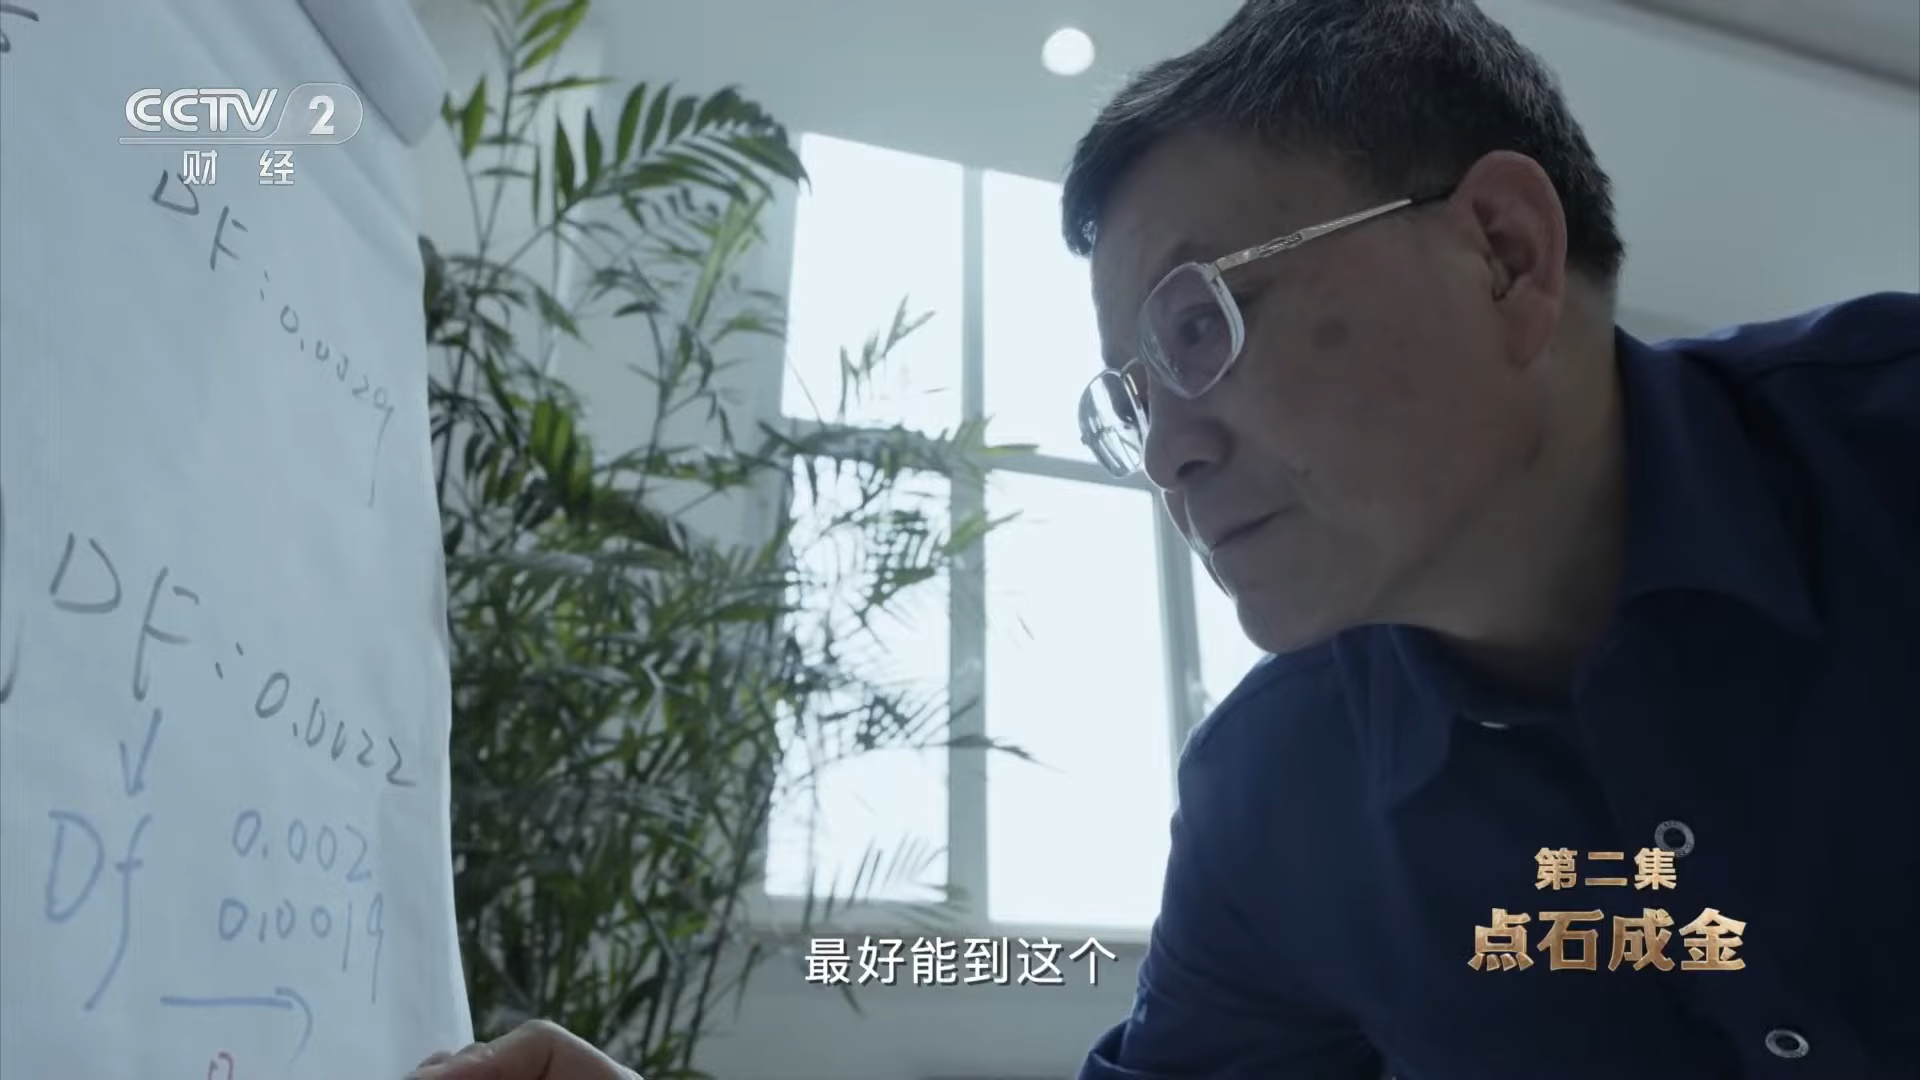 CCTV 2
财 经
DF:0.0029
DF:0.0022
Df 0.002
0.0019
最好能到这个
第二集
点石成金